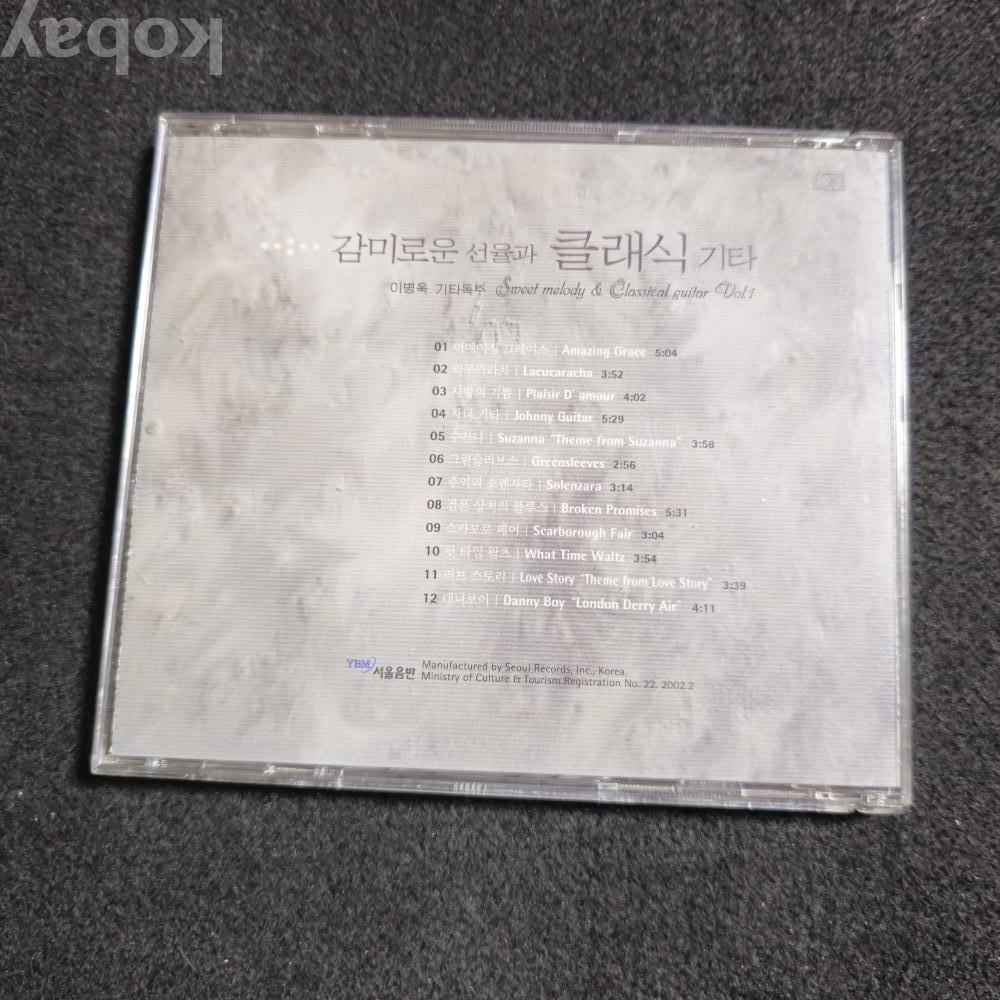 kobay
감미로운 선율과 클래식 기타
이병욱 기타독주 Sweet melody & Classical guitar Vol.1
01 어메이징 그레이스 | Amazing Grace 5:04
02 라쿠카라차 | Lacucaracha 3:52
03 사랑의 기쁨 | Plaisir D' amour 4:02
04 자니 기타 | Johnny Guitar 5:29
05 수잔나 | Suzanna "Theme from Suzanna" 3:58
06 그린슬리브스 | Greensleeves 2:56
07 추억의 소렌자라 | Solenzara 3:14
08 검은 상처의 블루스 | Broken Promises 5:31
09 스카보로 페어 | Scarborough Fair 3:04
10 왓 타임 왈츠 | What Time Waltz 3:54
11 러브 스토리 | Love Story "Theme from Love Story" 3:39
12 대니보이 | Danny Boy "London Derry Air" 4:11
YBM 서울음반 Manufactured by Seoul Records, Inc., Korea.
Ministry of Culture & Tourism Registration No. 22. 2002.2